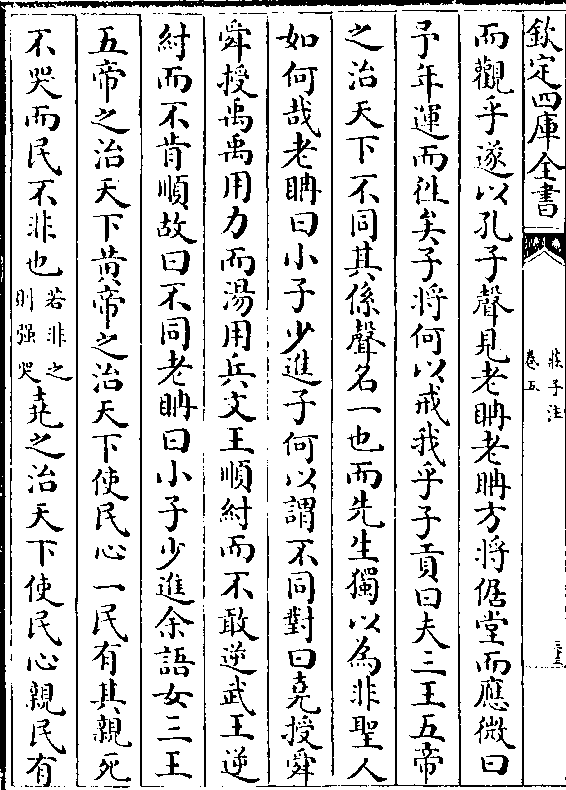 欽定四庫全書
莊子注
卷五
而觀乎遂以孔子聲見老聃老聃方將倨堂而應微曰
予年運而徃矣子將何以戒我乎子貢曰夫三王五帝
之治天下不同其係聲名一也而先生獨以為非聖人
如何哉老聃曰小子少進子何以謂不同對曰堯授舜
舜授禹禹用力而湯用兵文王順紂而不敢逆武王逆
紂而不肯順故曰不同老聃曰小子少進余語女三王
五帝之治天下黄帝之治天下使民心一民有其親死
不哭而民不非也若非之則强哭堯之治天下使民心親民有